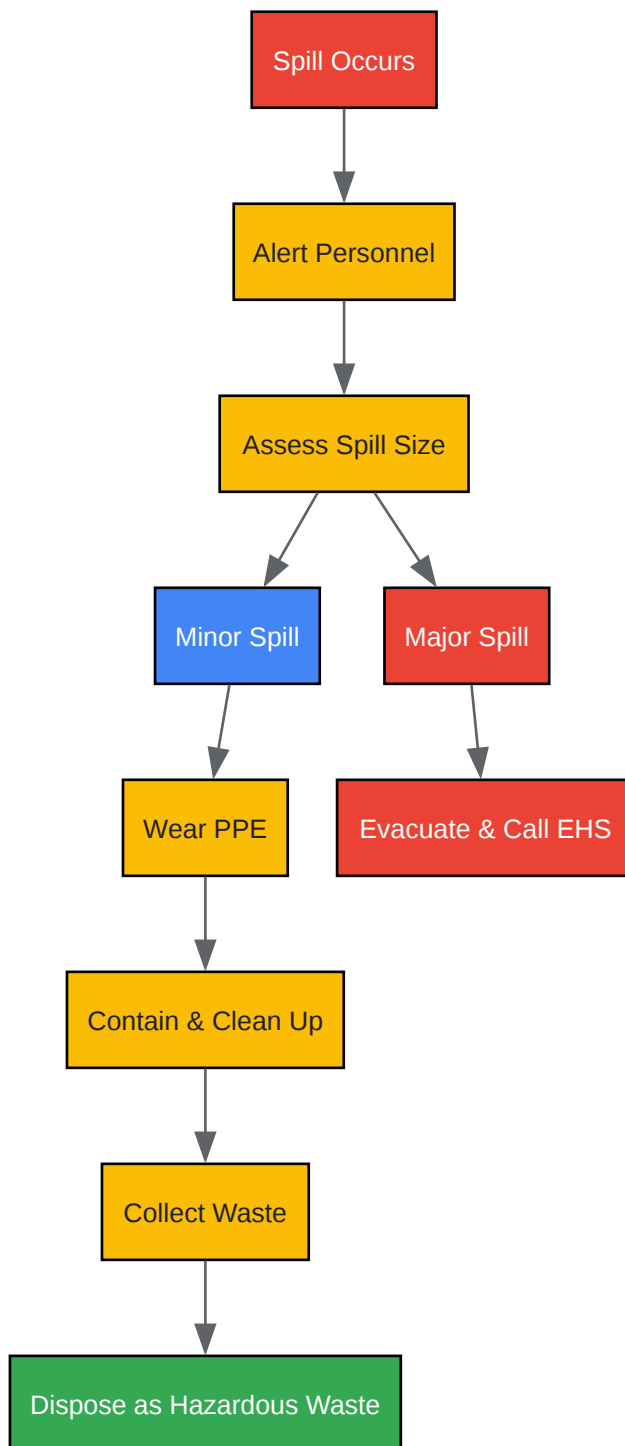 Spill Occurs
Alert Personnel
Assess Spill Size
Minor Spill
Major Spill
Wear PPE
Evacuate & Call EHS
Contain & Clean Up
Collect Waste
Dispose as Hazardous Waste